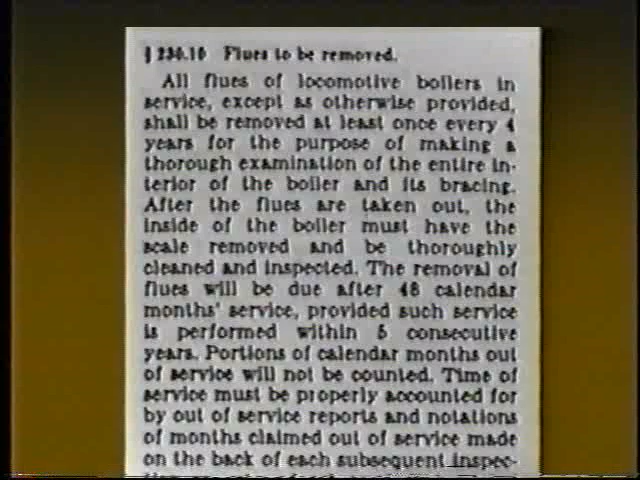 § 230.10 Flues to be removed.
All flues of locomotive boilers in
service, except as otherwise provided,
shall be removed at least once every 4
years for the purpose of making a
thorough examination of the entire in-
terior of the boiler and its bracing.
After the flues are taken out, the
inside of the boiler must have the
scale removed and be thoroughly
cleaned and inspected. The removal of
flues will be due after 48 calendar
months' service, provided such service
is performed within 5 consecutive
years. Portions of calendar months out
of service will not be counted. Time of
service must be properly accounted for
by out of service reports and notations
of months claimed out of service made
on the back of each subsequent inspec-